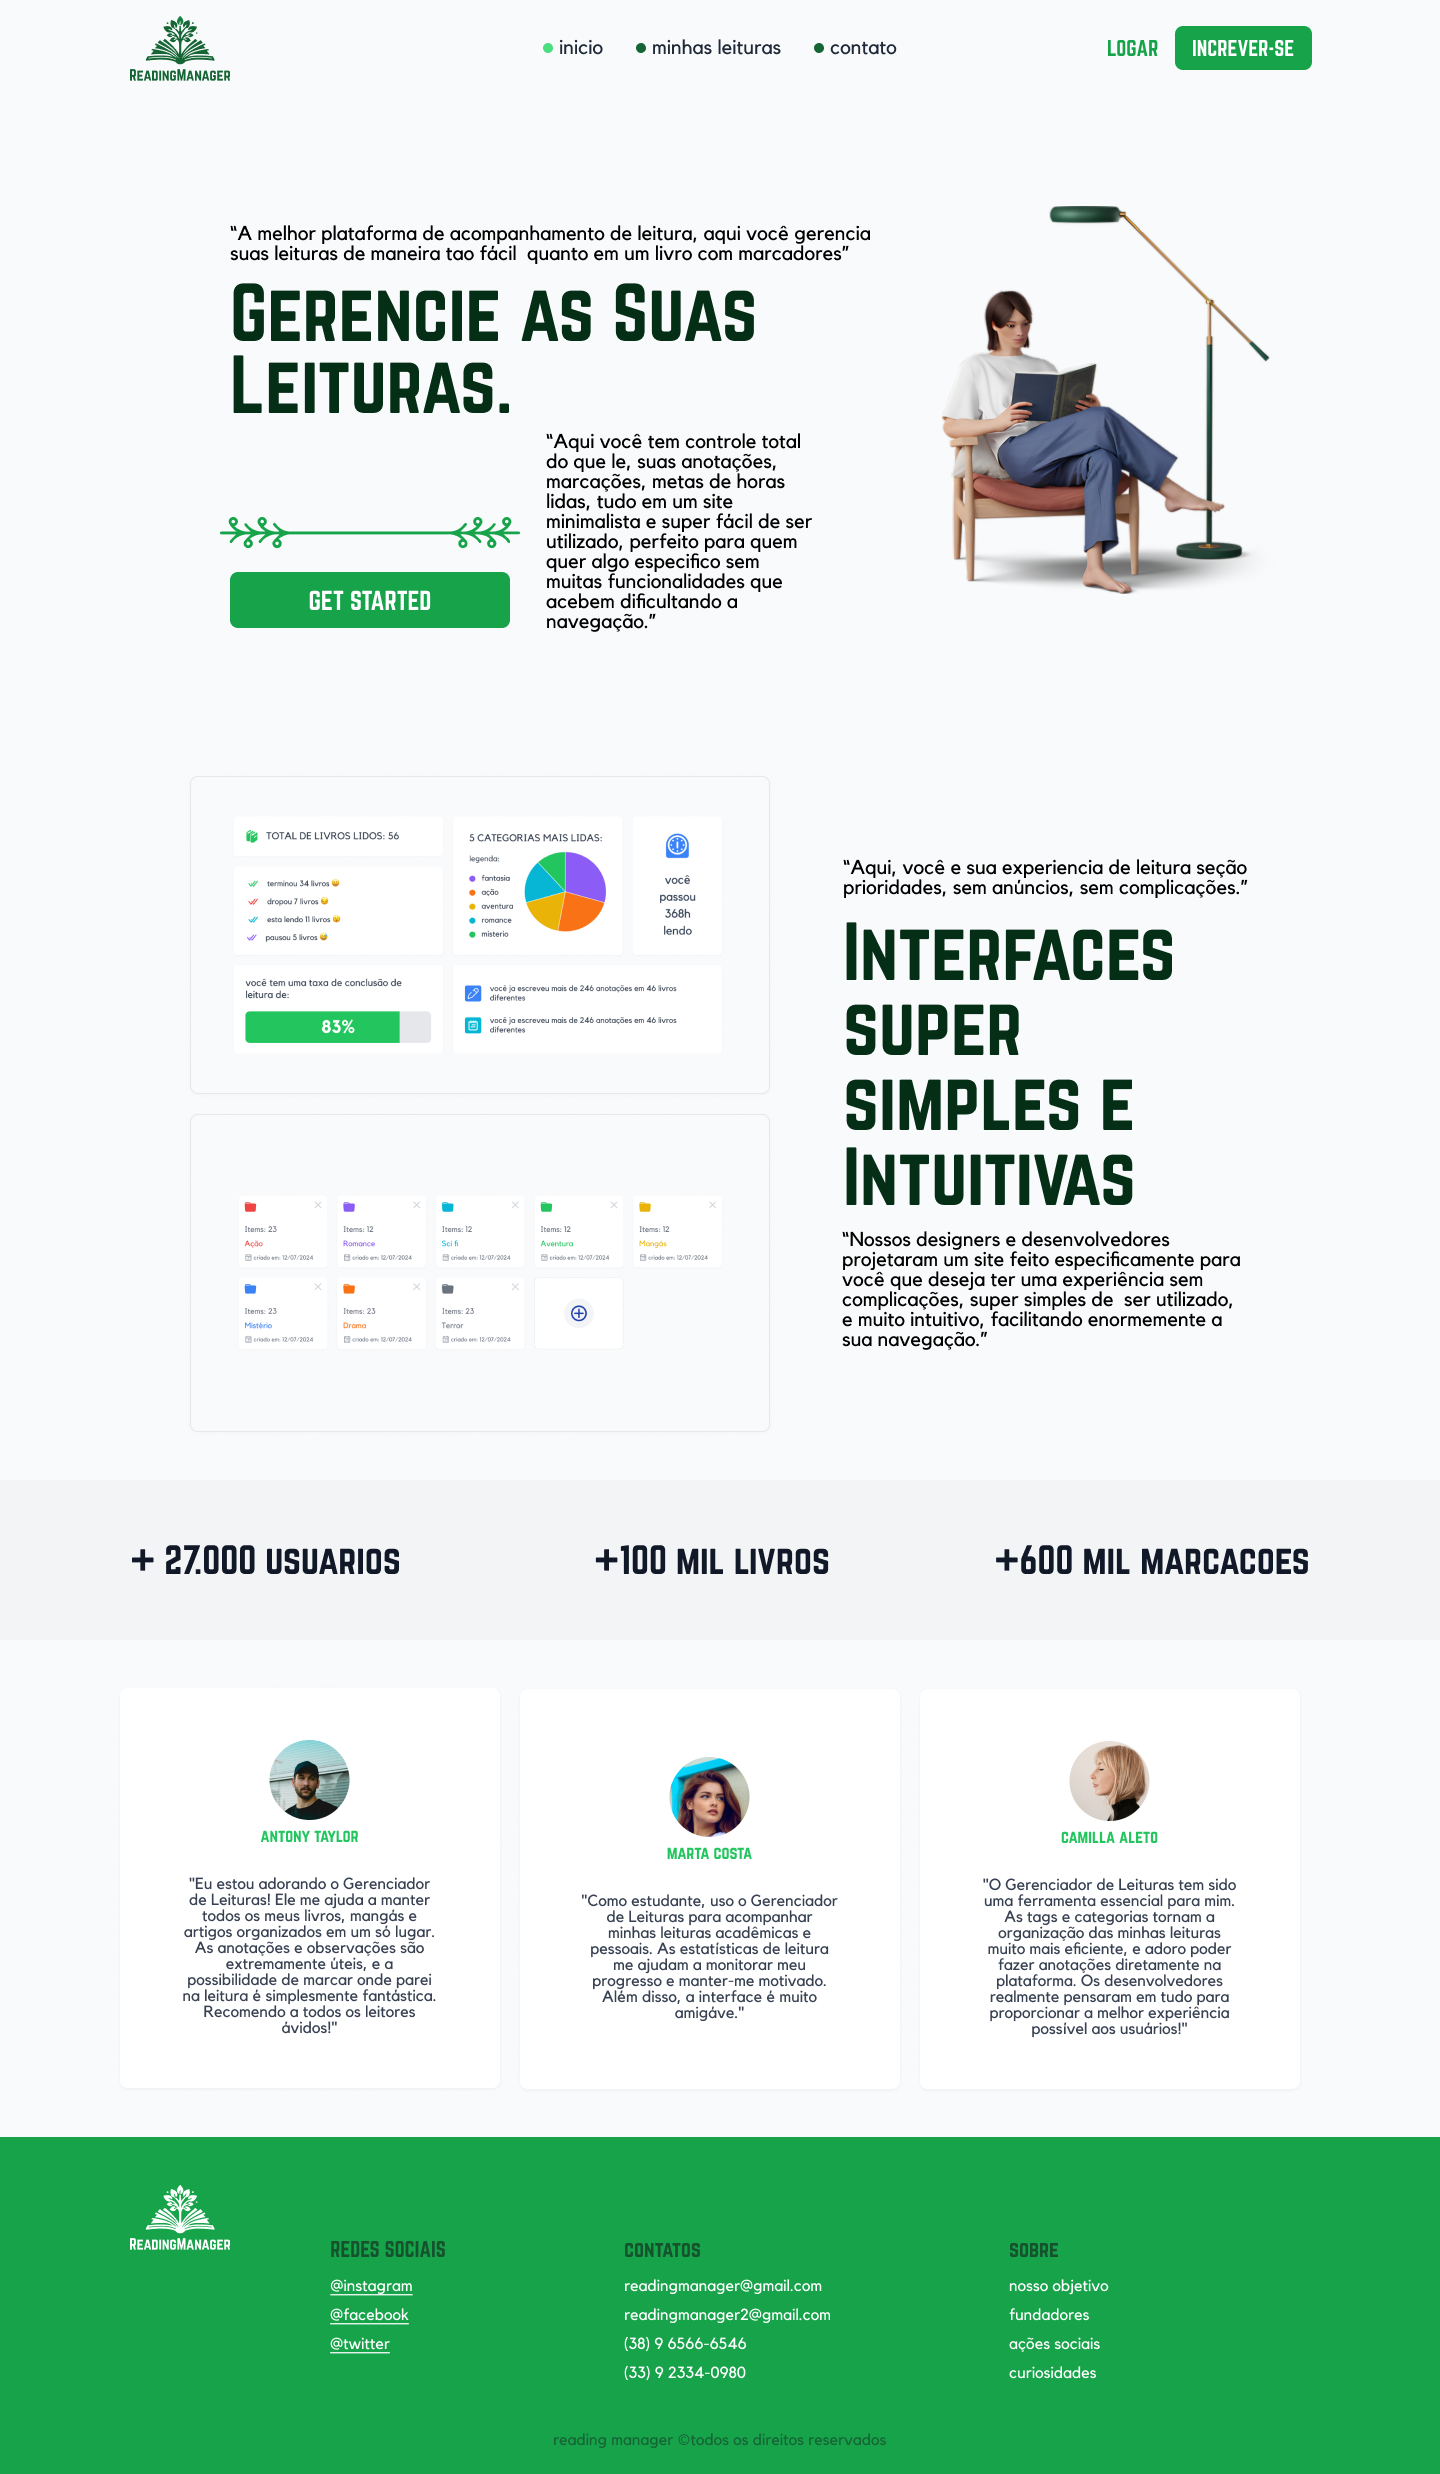 READINGMANAGER
inicio
minhas leituras
contato
LOGAR
INCREVER-SE
“A melhor plataforma de acompanhamento de leitura, aqui você gerencia
suas leituras de maneira tao fácil quanto em um livro com marcadores”
GERENCIE AS SUAS
LEITURAS.
“Aqui você tem controle total
do que le, suas anotações,
marcações, metas de horas
lidas, tudo em um site
minimalista e super fácil de ser
utilizado, perfeito para quem
quer algo especifico sem
muitas funcionalidades que
acebem dificultando a
navegação.”
GET STARTED
TOTAL DE LIVROS LIDOS: 56
terminou 34 livros 😄
dropou 7 livros 😔
esta lendo 11 livros 😄
pausou 5 livros 😅
você tem uma taxa de conclusão de
leitura de:
83%
5 CATEGORIAS MAIS LIDAS:
legenda:
fantasia
ação
aventura
romance
misterio
você
passou
368h
lendo
você ja escreveu mais de 246 anotações em 46 livros
diferentes
você ja escreveu mais de 246 anotações em 46 livros
diferentes
“Aqui, você e sua experiencia de leitura seção
prioridades, sem anúncios, sem complicações.”
INTERFACES
SUPER
SIMPLES E
INTUITIVAS
“Nossos designers e desenvolvedores
projetaram um site feito especificamente para
você que deseja ter uma experiência sem
complicações, super simples de ser utilizado,
e muito intuitivo, facilitando enormemente a
sua navegação.”
Items: 23
Ação
criado em: 12/07/2024
Items: 12
Romance
criado em: 12/07/2024
Items: 12
Sci fi
criado em: 12/07/2024
Items: 12
Aventura
criado em: 12/07/2024
Items: 12
Mangás
criado em: 12/07/2024
Items: 23
Mistério
criado em: 12/07/2024
Items: 23
Drama
criado em: 12/07/2024
Items: 23
Terror
criado em: 12/07/2024
+ 27.000 USUARIOS
+100 MIL LIVROS
+600 MIL MARCACOES
ANTONY TAYLOR
"Eu estou adorando o Gerenciador
de Leituras! Ele me ajuda a manter
todos os meus livros, mangás e
artigos organizados em um só lugar.
As anotações e observações são
extremamente úteis, e a
possibilidade de marcar onde parei
na leitura é simplesmente fantástica.
Recomendo a todos os leitores
ávidos!"
MARTA COSTA
"Como estudante, uso o Gerenciador
de Leituras para acompanhar
minhas leituras acadêmicas e
pessoais. As estatísticas de leitura
me ajudam a monitorar meu
progresso e manter-me motivado.
Além disso, a interface é muito
amigáve."
CAMILLA ALETO
"O Gerenciador de Leituras tem sido
uma ferramenta essencial para mim.
As tags e categorias tornam a
organização das minhas leituras
muito mais eficiente, e adoro poder
fazer anotações diretamente na
plataforma. Os desenvolvedores
realmente pensaram em tudo para
proporcionar a melhor experiência
possível aos usuários!"
READINGMANAGER
REDES SOCIAIS
@instagram
@facebook
@twitter
CONTATOS
readingmanager@gmail.com
readingmanager2@gmail.com
(38) 9 6566-6546
(33) 9 2334-0980
SOBRE
nosso objetivo
fundadores
ações sociais
curiosidades
reading manager ©todos os direitos reservados